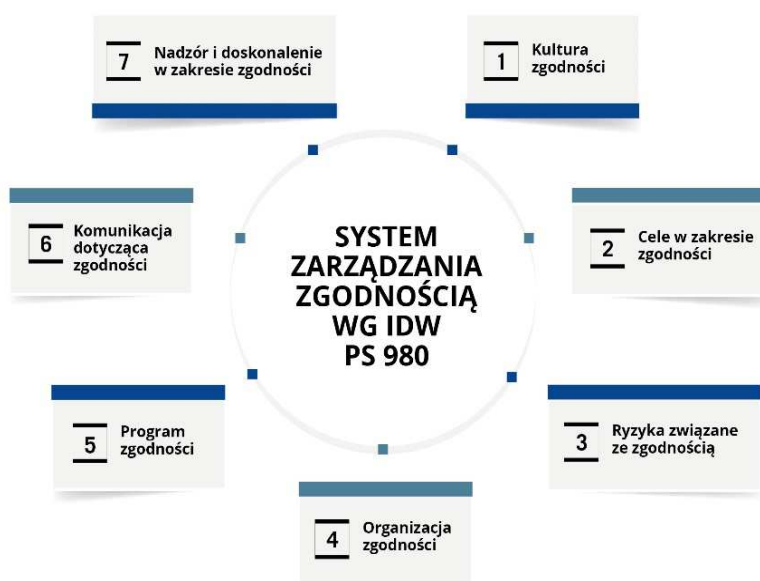 SYSTEM
ZARZĄDZANIA
ZGODNOŚCIĄ
WG IDW
PS 980
1
Kultura
zgodności
2
Cele w zakresie
zgodności
3
Ryzyka związane
ze zgodnością
4
Organizacja
zgodności
5
Program
zgodności
6
Komunikacja
dotycząca
zgodności
7
Nadzór i doskonalenie
w zakresie zgodności